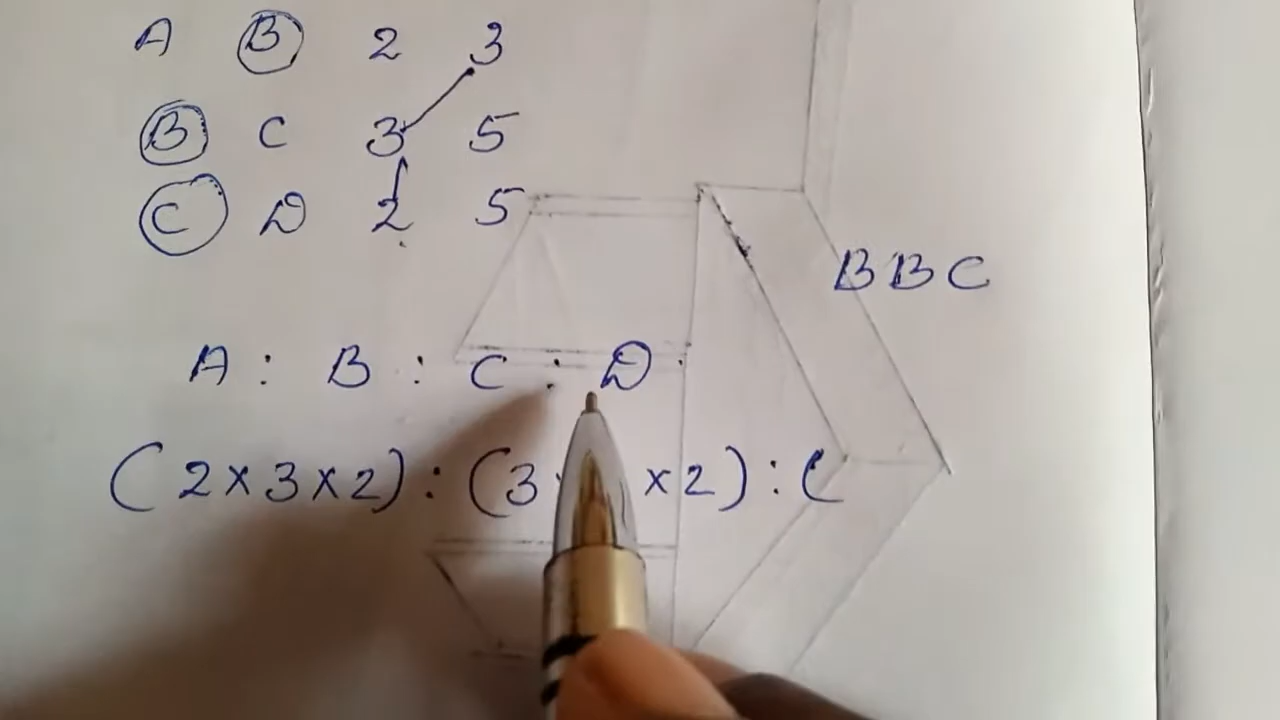 A B 2 3
B C 3 5
C D 2 5
BBC
A : B : C : D
(2×3×2) : (3 ×2) : (